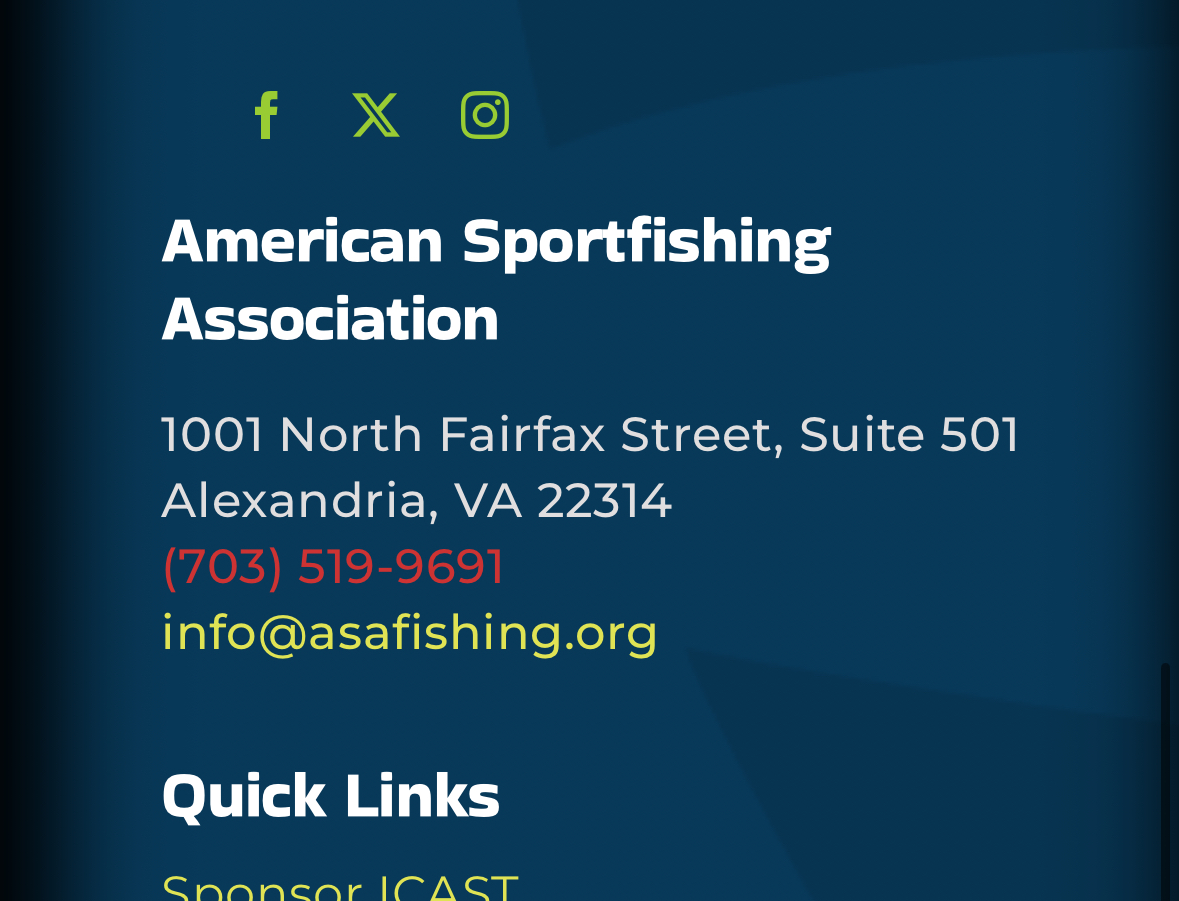 American Sportfishing
Association
1001 North Fairfax Street, Suite 501
Alexandria, VA 22314
(703) 519-9691
info@asafishing.org
Quick Links
Sponsor ICAST